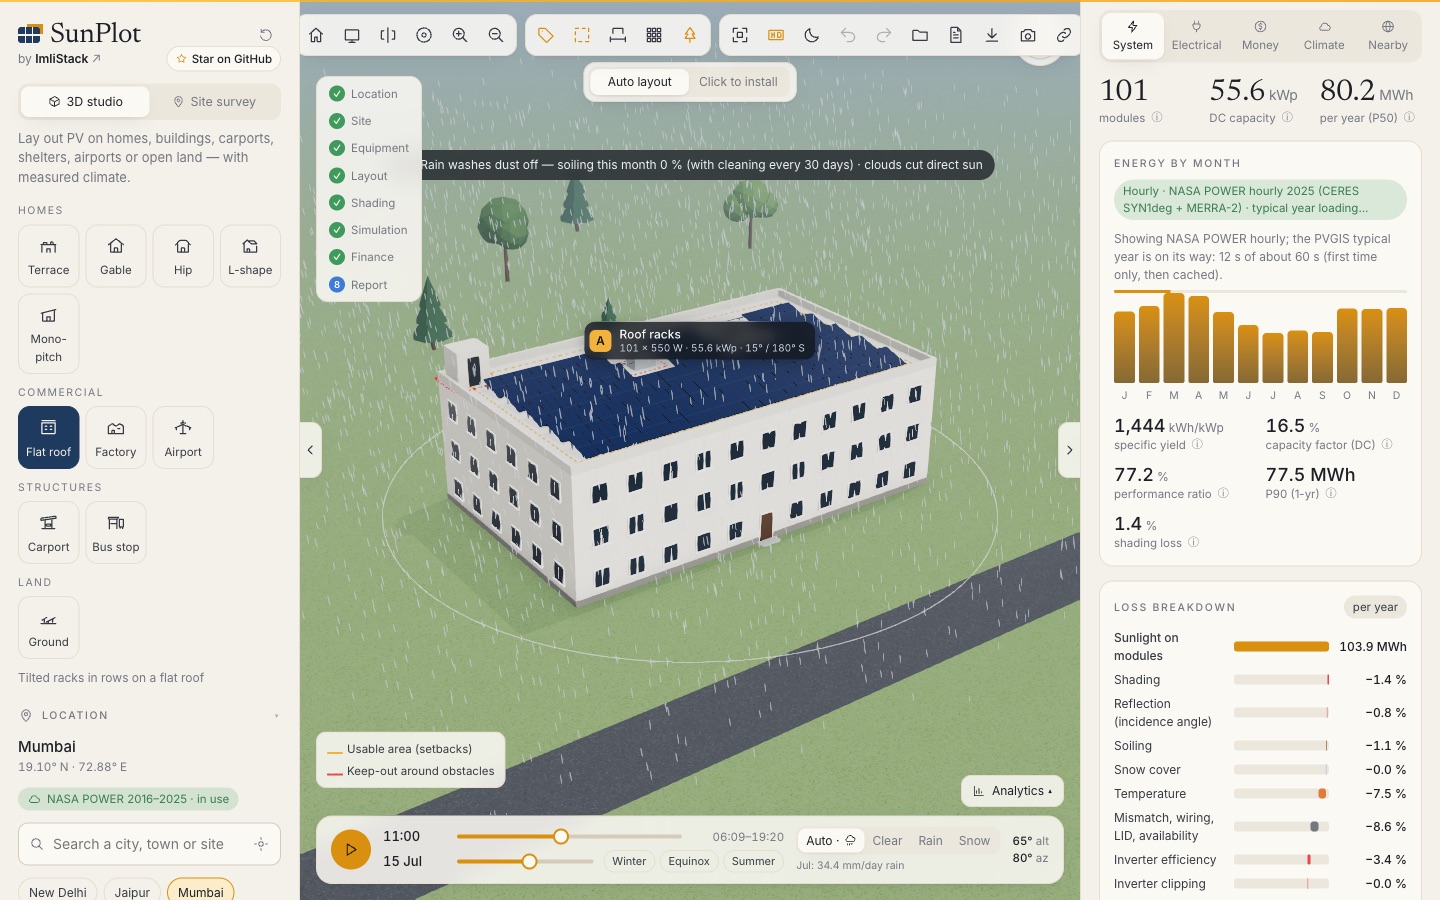 SunPlot
by ImliStack ↗
Star on GitHub
3D studio
Site survey
Lay out PV on homes, buildings, carports,
shelters, airports or open land — with
measured climate.
HOMES
Terrace
Gable
Hip
L-shape
Mono-
pitch
COMMERCIAL
Flat roof
Factory
Airport
STRUCTURES
Carport
Bus stop
LAND
Ground
Tilted racks in rows on a flat roof
LOCATION
Mumbai
19.10° N · 72.88° E
NASA POWER 2016–2025 · in use
Search a city, town or site
New Delhi
Jaipur
Mumbai
HD
Auto layout
Click to install
Location
Site
Equipment
Layout
Shading
Simulation
Finance
8 Report
Rain washes dust off — soiling this month 0 % (with cleaning every 30 days) · clouds cut direct sun
A
Roof racks
101 × 550 W · 55.6 kWp · 15° / 180° S
Usable area (setbacks)
Keep-out around obstacles
Analytics
11:00
06:09–19:20
15 Jul
Winter
Equinox
Summer
Auto ·
Clear
Rain
Snow
Jul: 34.4 mm/day rain
65° alt
80° az
System
Electrical
Money
Climate
Nearby
101
modules
55.6 kWp
DC capacity
80.2 MWh
per year (P50)
ENERGY BY MONTH
Hourly · NASA POWER hourly 2025 (CERES
SYN1deg + MERRA-2) · typical year loading…
Showing NASA POWER hourly; the PVGIS typical
year is on its way: 12 s of about 60 s (first time
only, then cached).
J F M A M J J A S O N D
1,444 kWh/kWp
specific yield
16.5 %
capacity factor (DC)
77.2 %
performance ratio
77.5 MWh
P90 (1-yr)
1.4 %
shading loss
LOSS BREAKDOWN
per year
Sunlight on
modules
103.9 MWh
Shading
−1.4 %
Reflection
(incidence angle)
−0.8 %
Soiling
−1.1 %
Snow cover
−0.0 %
Temperature
−7.5 %
Mismatch, wiring,
LID, availability
−8.6 %
Inverter efficiency
−3.4 %
Inverter clipping
−0.0 %